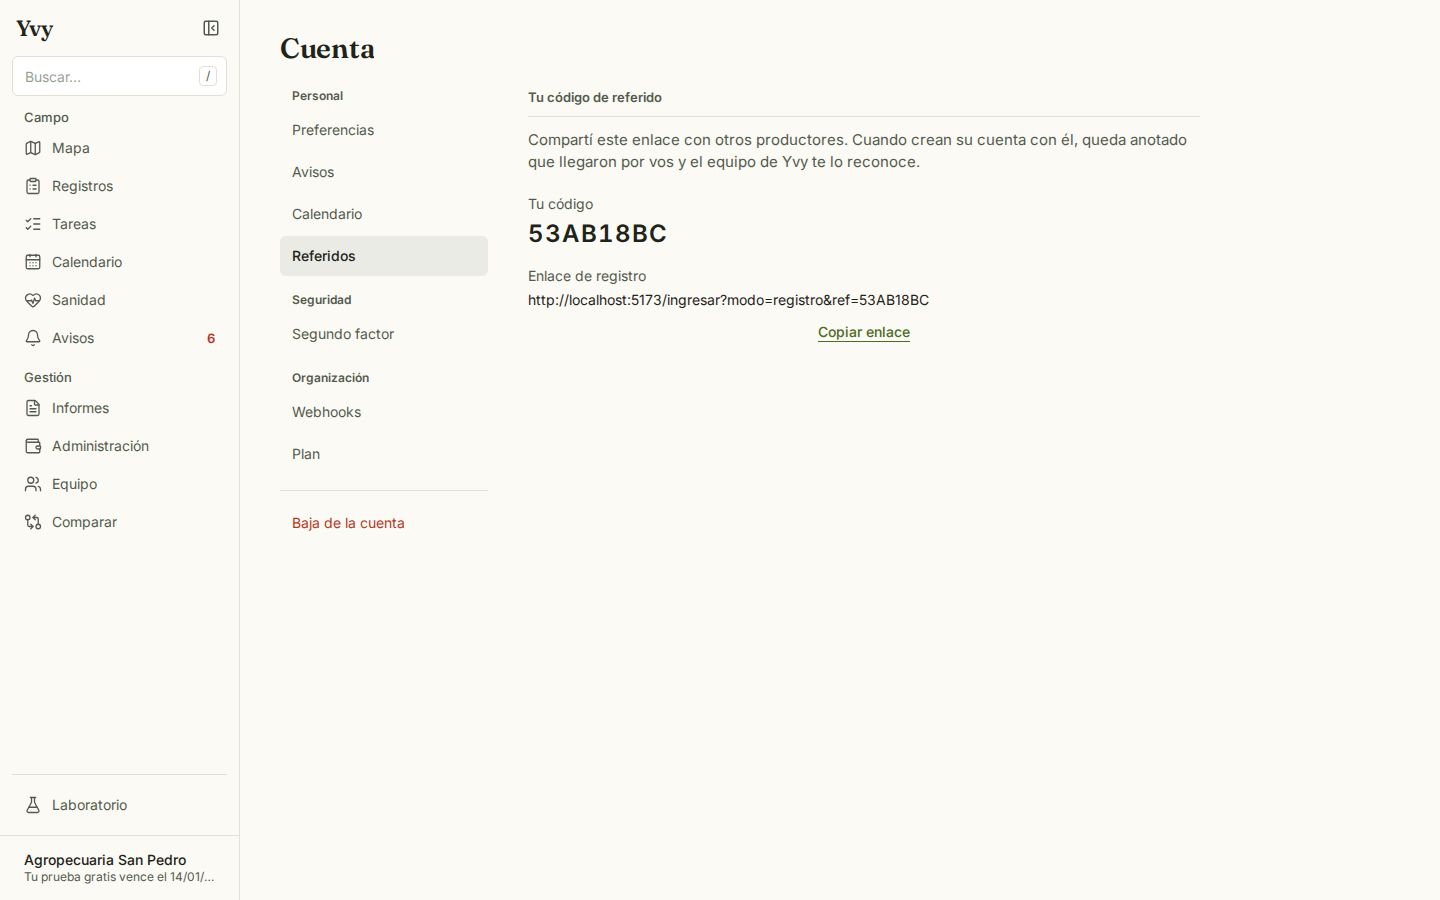 Yvy
Buscar...
/
Campo
Mapa
Registros
Tareas
Calendario
Sanidad
Avisos
6
Gestión
Informes
Administración
Equipo
Comparar
Laboratorio
Agropecuaria San Pedro
Tu prueba gratis vence el 14/01/...
Cuenta
Personal
Preferencias
Avisos
Calendario
Referidos
Seguridad
Segundo factor
Organización
Webhooks
Plan
Baja de la cuenta
Tu código de referido
Compartí este enlace con otros productores. Cuando crean su cuenta con él, queda anotado
que llegaron por vos y el equipo de Yvy te lo reconoce.
Tu código
53AB18BC
Enlace de registro
http://localhost:5173/ingresar?modo=registro&ref=53AB18BC
Copiar enlace